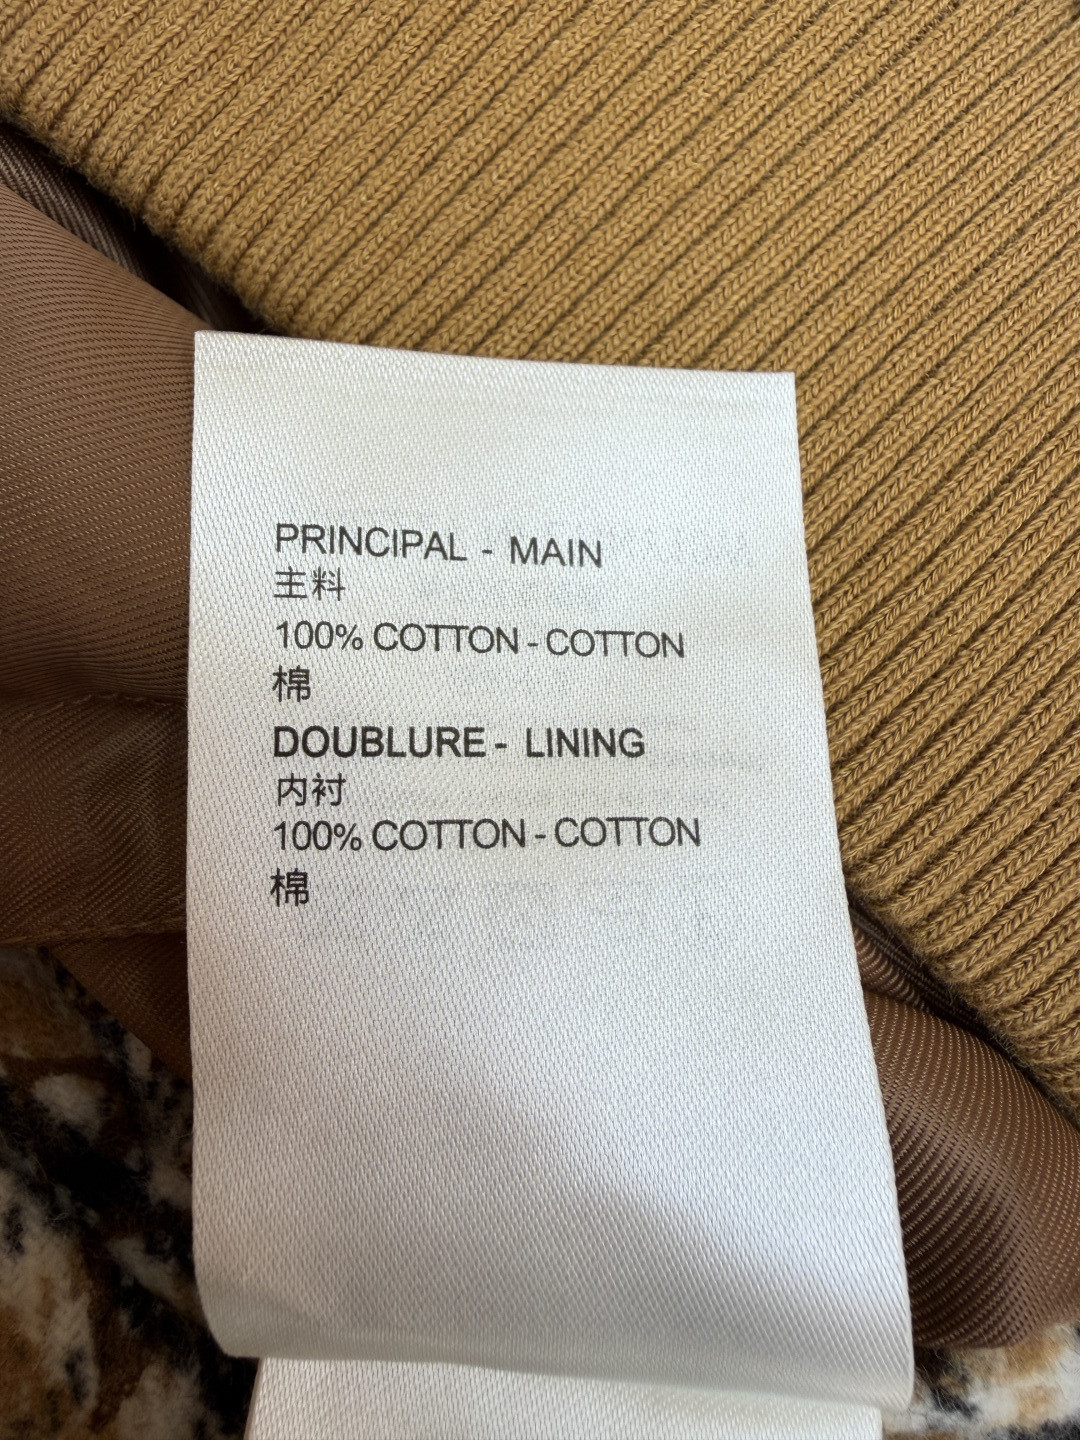 PRINCIPAL - MAIN
主料
100% COTTON - COTTON
棉
DOUBLURE - LINING
内衬
100% COTTON - COTTON
棉